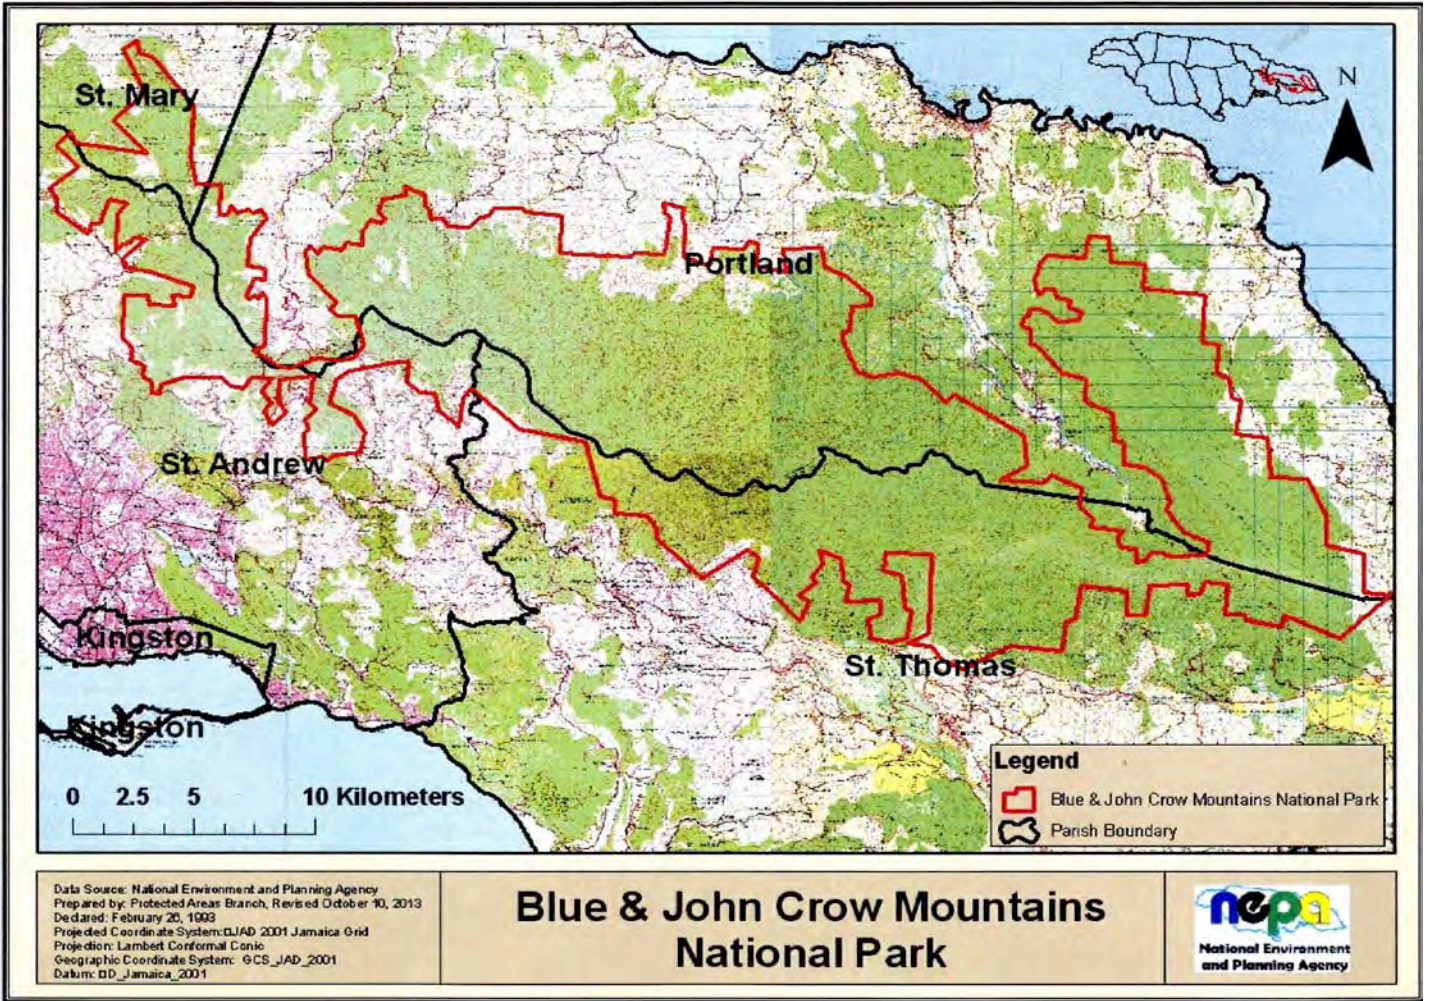 N
St. Mary
Portland
St. Andrew
Kingston
St. Thomas
Kingston
0 2.5 5 10 Kilometers
Legend
Blue & John Crow Mountains National Park
Parish Boundary
Data Source: National Environment and Planning Agency
Prepared by: Protected Areas Branch, Revised October 10, 2013
Declared: February 26, 1993
Projected Coordinate System: JAD 2001 Jamaica Grid
Projection: Lambert Conformal Conic
Geographic Coordinate System: GCS_JAD_2001
Datum: D_Jamaica_2001
Blue & John Crow Mountains
National Park
nepa
National Environment
and Planning Agency